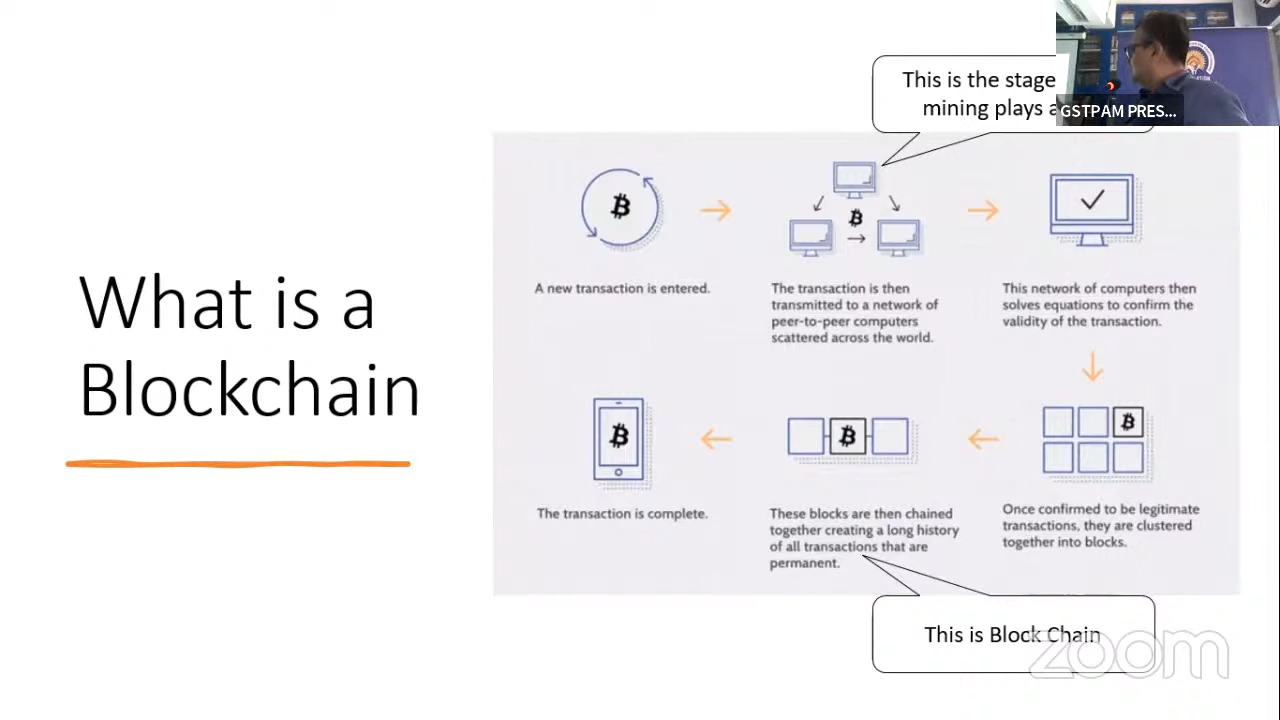 What is a
Blockchain
This is the stage
mining plays a
GSTPAM PRES...
A new transaction is entered.
The transaction is then
transmitted to a network of
peer-to-peer computers
scattered across the world.
This network of computers then
solves equations to confirm the
validity of the transaction.
The transaction is complete.
These blocks are then chained
together creating a long history
of all transactions that are
permanent.
Once confirmed to be legitimate
transactions, they are clustered
together into blocks.
This is Block Chain
zoom